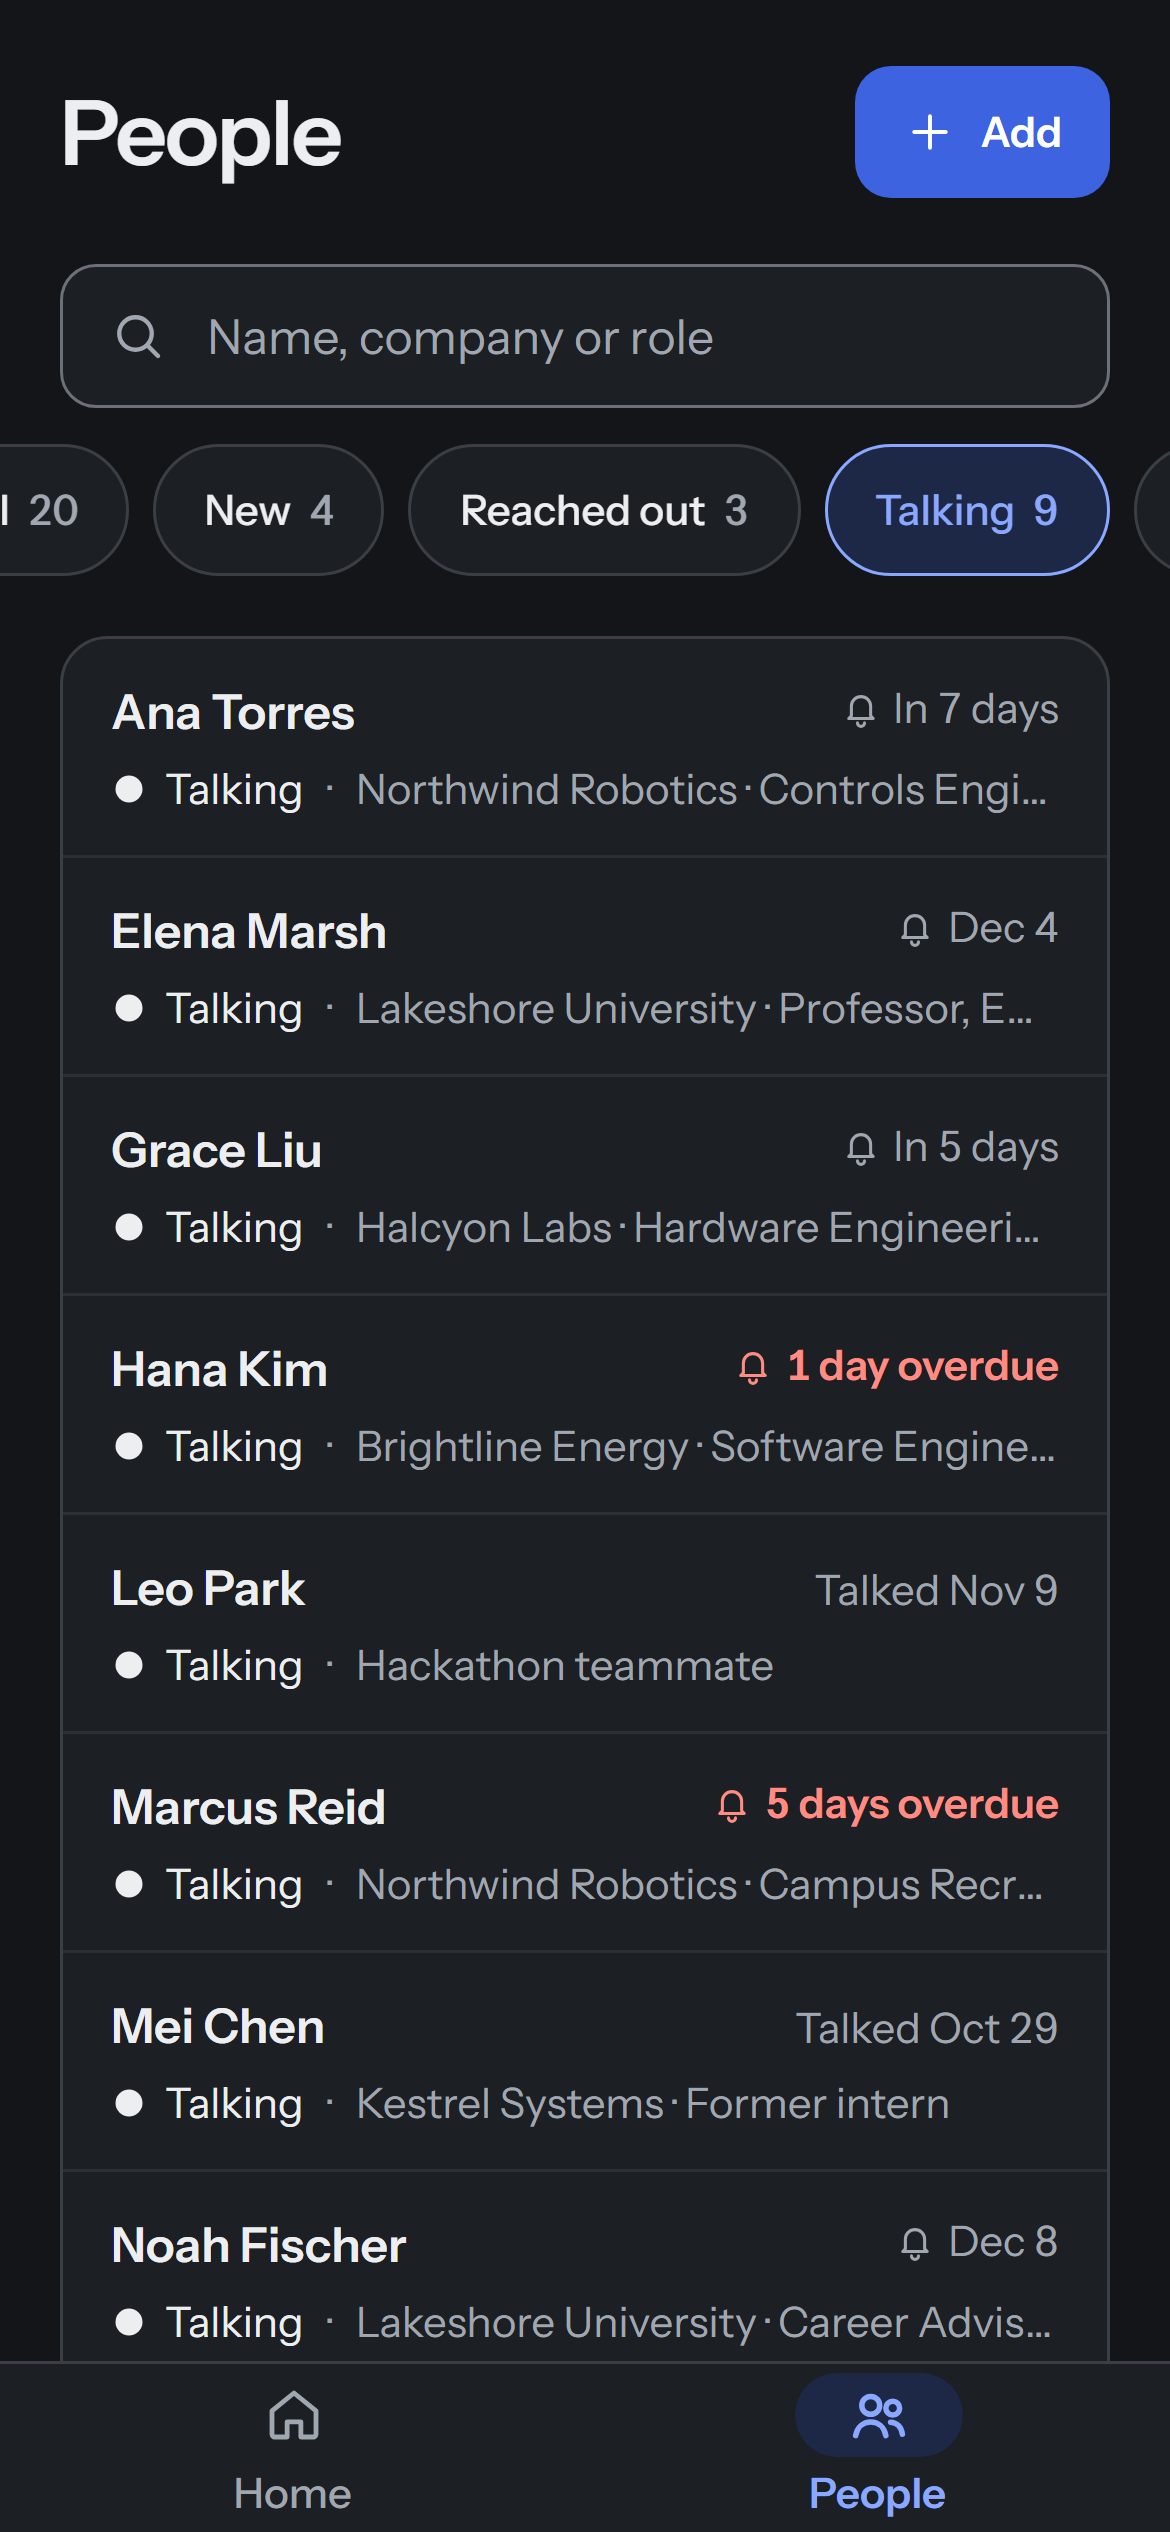 People
Add
Name, company or role
l 20
New 4
Reached out 3
Talking 9
Ana Torres
In 7 days
Talking · Northwind Robotics · Controls Engi...
Elena Marsh
Dec 4
Talking · Lakeshore University · Professor, E...
Grace Liu
In 5 days
Talking · Halcyon Labs · Hardware Engineeri...
Hana Kim
1 day overdue
Talking · Brightline Energy · Software Engine...
Leo Park
Talked Nov 9
Talking · Hackathon teammate
Marcus Reid
5 days overdue
Talking · Northwind Robotics · Campus Recr...
Mei Chen
Talked Oct 29
Talking · Kestrel Systems · Former intern
Noah Fischer
Dec 8
Talking · Lakeshore University · Career Advis...
Home
People